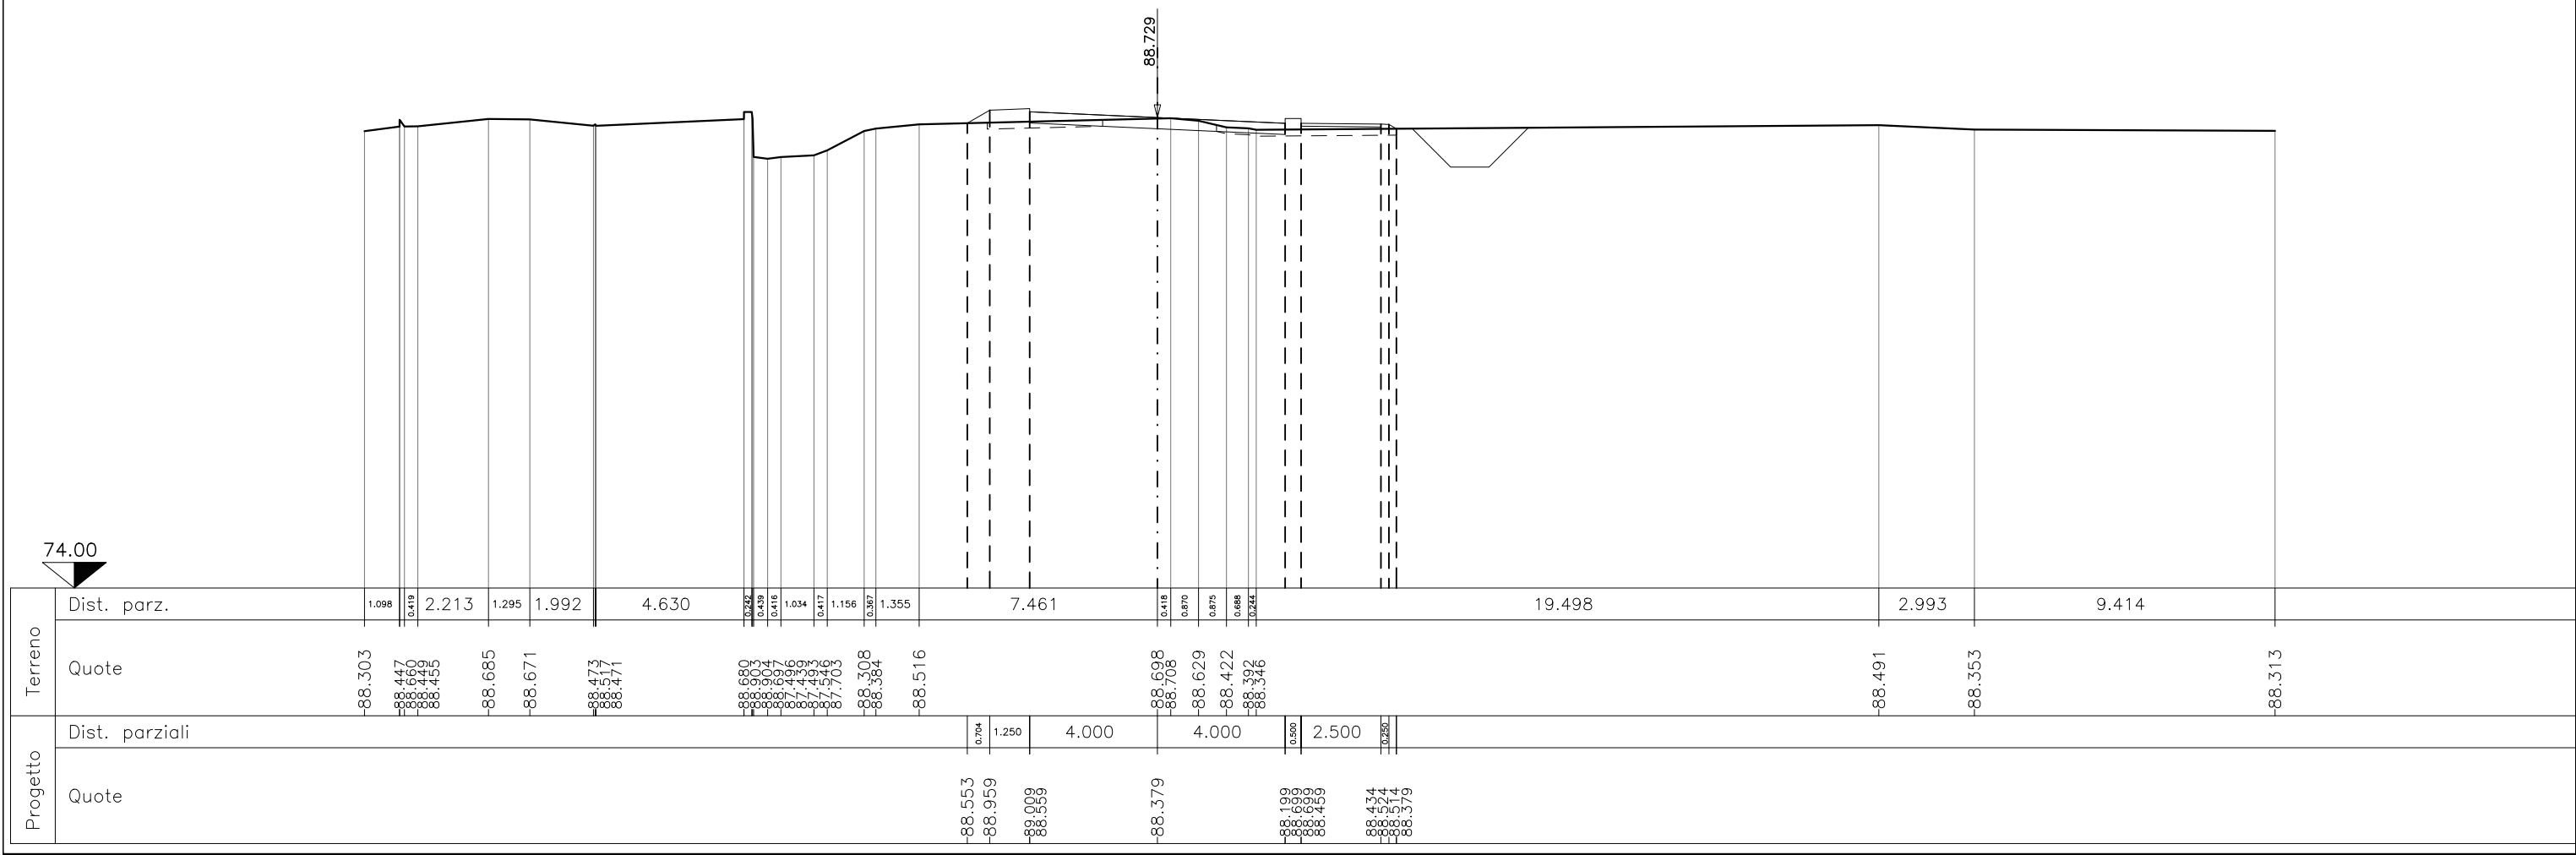 88.729
74.00
Terreno
Dist. parz.
1.098 0.419 2.213 1.295 1.992 4.630 0.242 0.439 0.416 1.034 0.417 1.156 0.367 1.355 7.461 0.418 0.870 0.875 0.688 0.244 19.498 2.993 9.414
Quote
88.303 88.447 88.660 88.449 88.455 88.685 88.671 88.473 88.517 88.471 88.680 88.903 88.904 88.697 87.496 87.439 87.493 87.546 87.703 88.308 88.384 88.516 88.698 88.708 88.629 88.422 88.392 88.346 88.491 88.353 88.313
Progetto
Dist. parziali
0.704 1.250 4.000 4.000 0.500 2.500 0.250
Quote
88.553 88.959 89.009 88.559 88.379 88.199 88.699 88.699 88.459 88.434 88.524 88.514 88.379